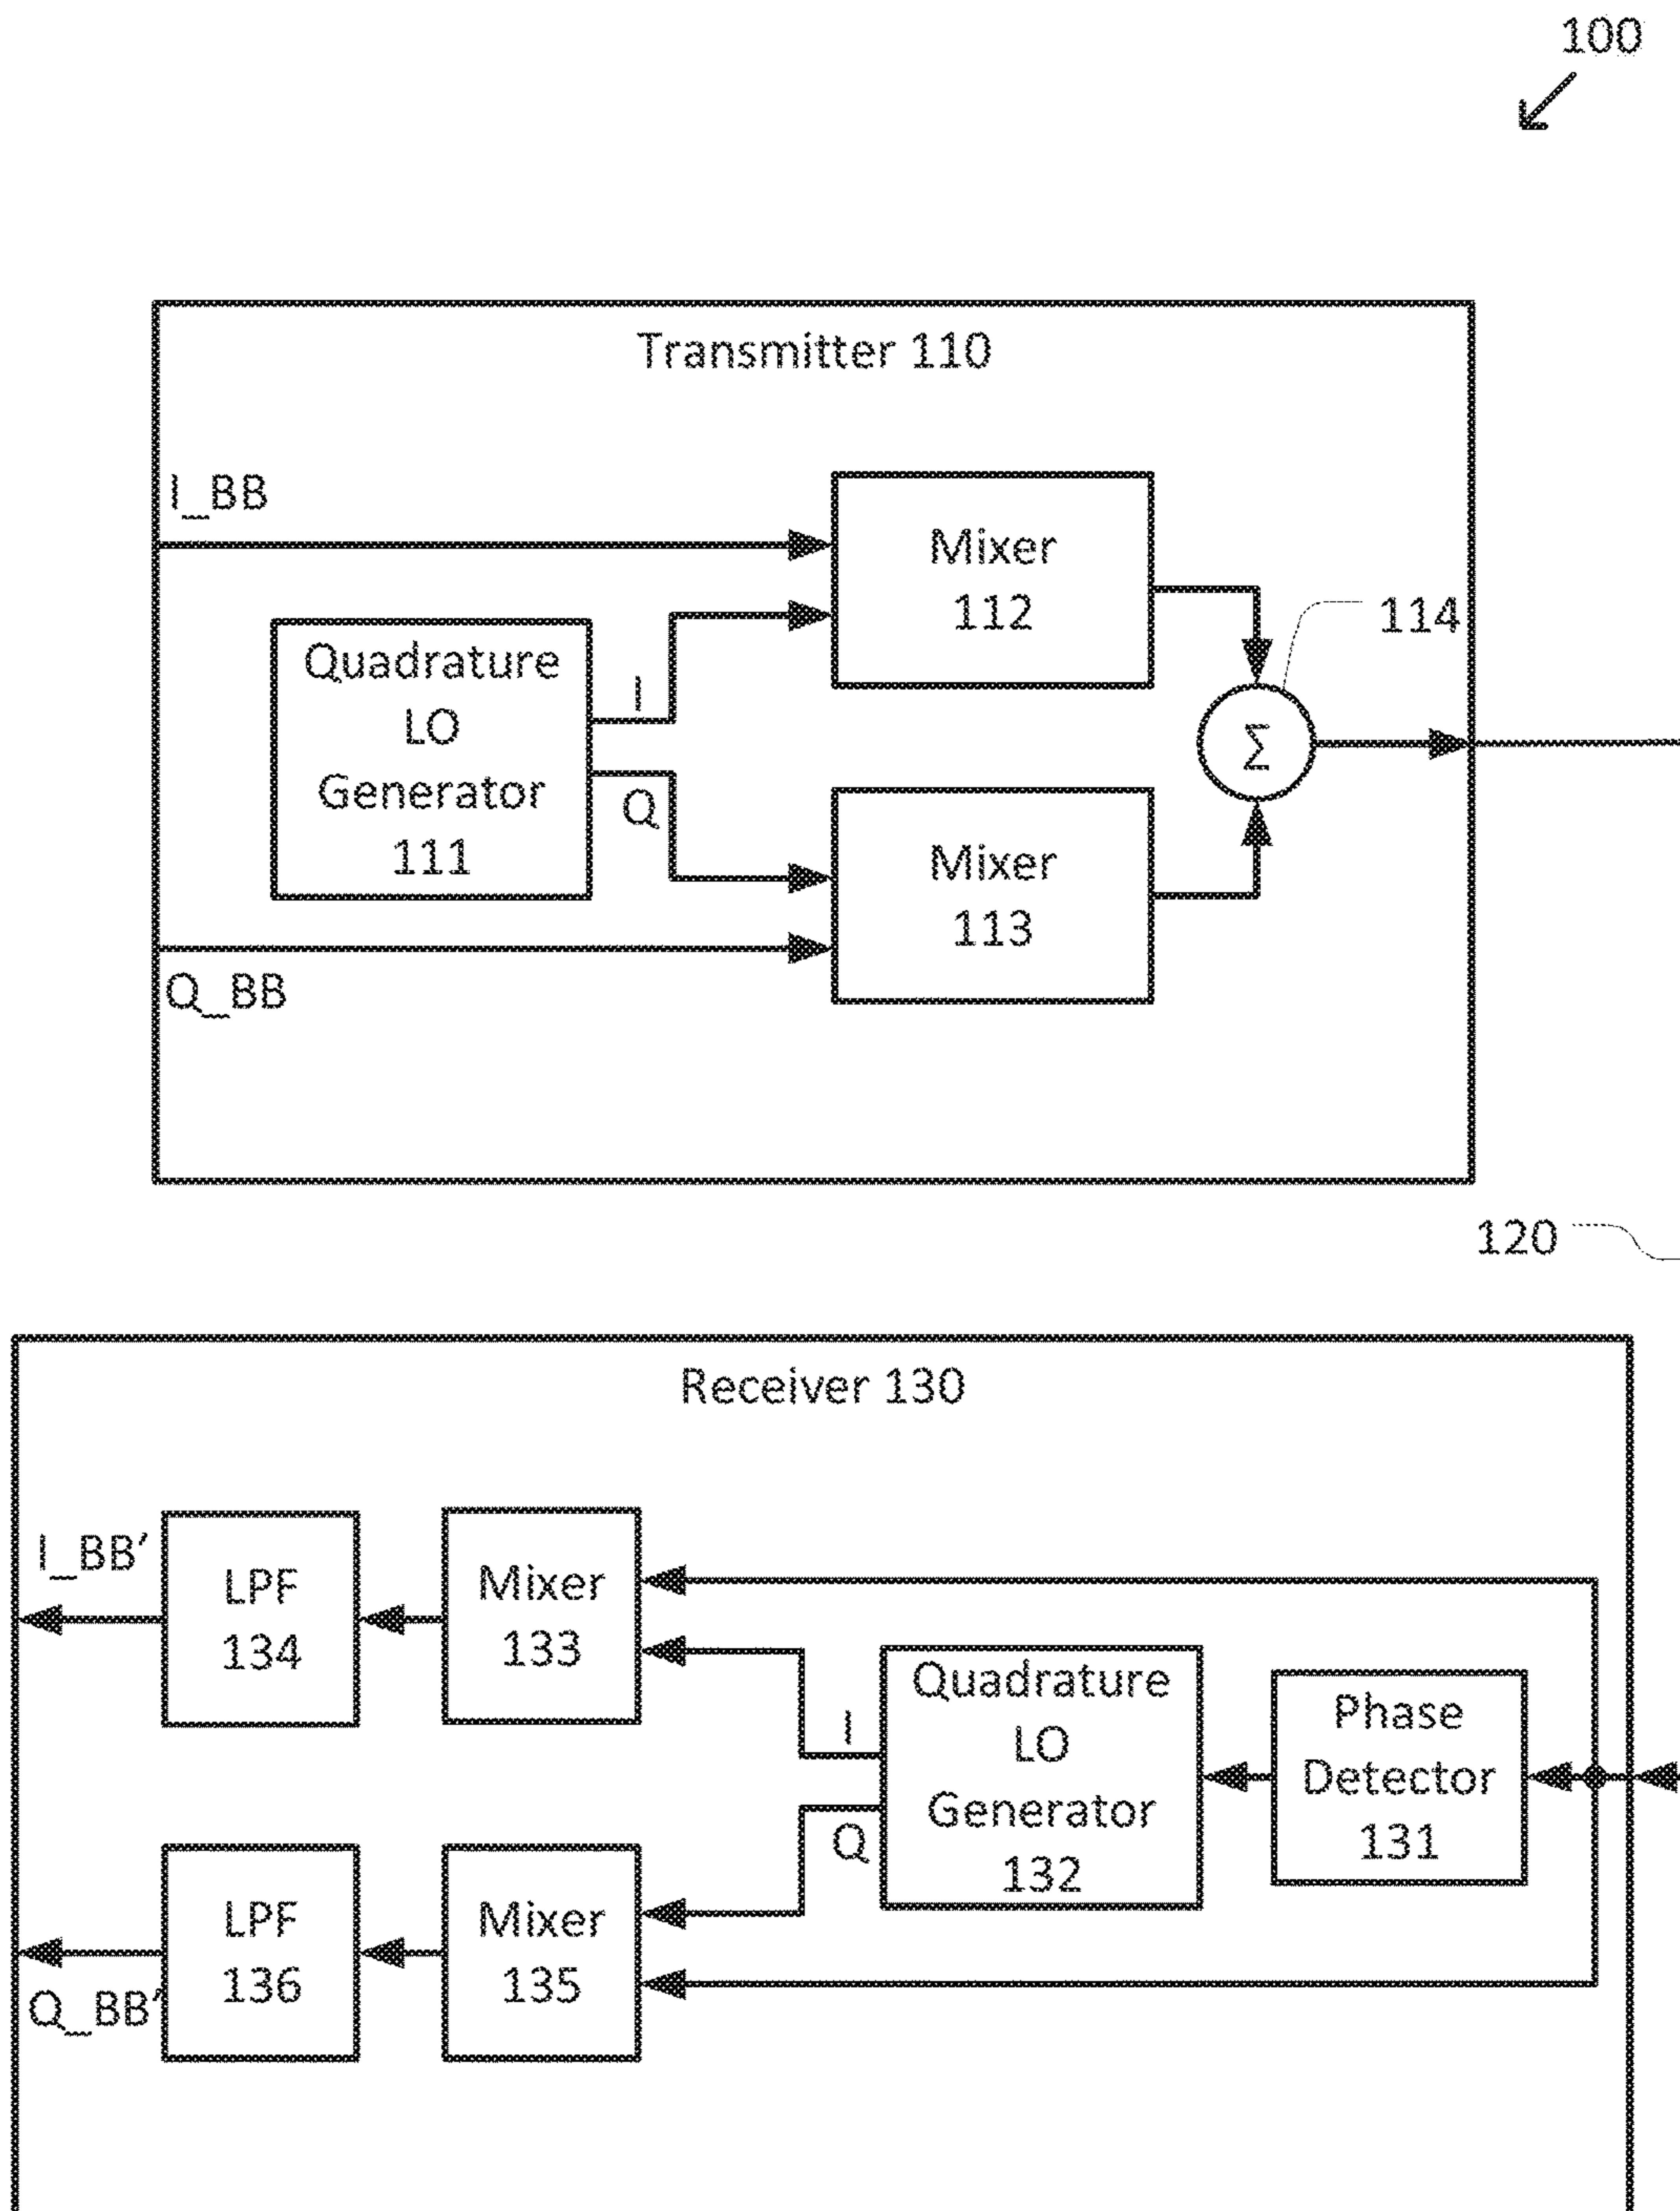 100
Transmitter 110
I_BB
Mixer
112
114
Quadrature
LO
Generator
111
I
Q
Σ
Mixer
113
Q_BB
120
Receiver 130
I_BB′
LPF
134
Mixer
133
Quadrature
LO
Generator
132
I
Q
Phase
Detector
131
LPF
136
Mixer
135
Q_BB′